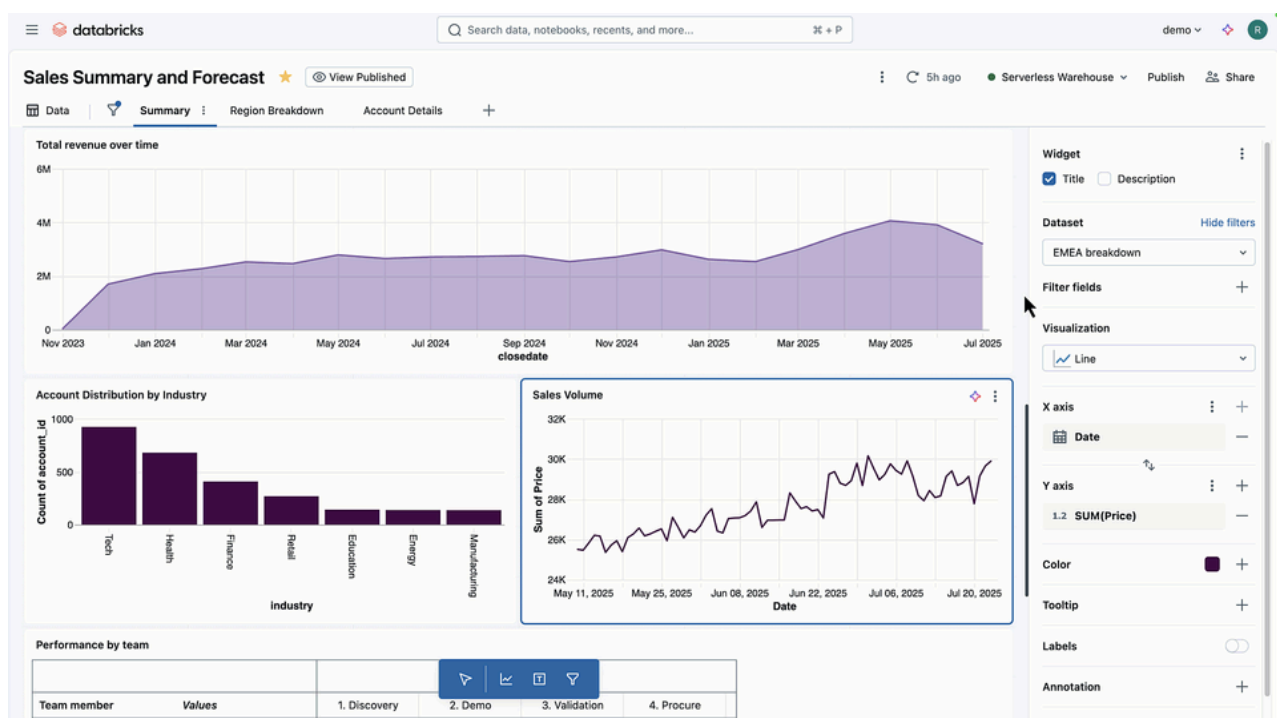 databricks
Search data, notebooks, recents, and more...
⌘ + P
demo
R
Sales Summary and Forecast
View Published
5h ago
Serverless Warehouse
Publish
Share
Data
Summary
Region Breakdown
Account Details
Total revenue over time
6M
4M
2M
0
Nov 2023
Jan 2024
Mar 2024
May 2024
Jul 2024
Sep 2024
Nov 2024
Jan 2025
Mar 2025
May 2025
Jul 2025
closedate
Account Distribution by Industry
Count of account_id
1000
500
0
Tech
Health
Finance
Retail
Education
Energy
Manufacturing
industry
Sales Volume
Sum of Price
32K
30K
28K
26K
24K
May 11, 2025
May 25, 2025
Jun 08, 2025
Jun 22, 2025
Jul 06, 2025
Jul 20, 2025
Date
Performance by team
Team member
Values
1. Discovery
2. Demo
3. Validation
4. Procure
T
Widget
Title
Description
Dataset
Hide filters
EMEA breakdown
Filter fields
Visualization
Line
X axis
Date
Y axis
1.2 SUM(Price)
Color
Tooltip
Labels
Annotation